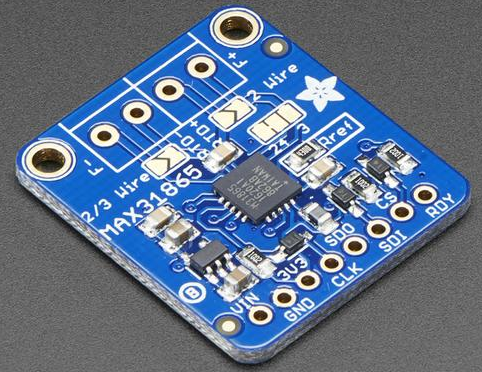 F+
RTD+
RTD-
F-
2 Wire
2/3 Wire
24
3
Rref
MAX31865
VIN
GND
3V3
CLK
SDO
SDI
CS
RDY